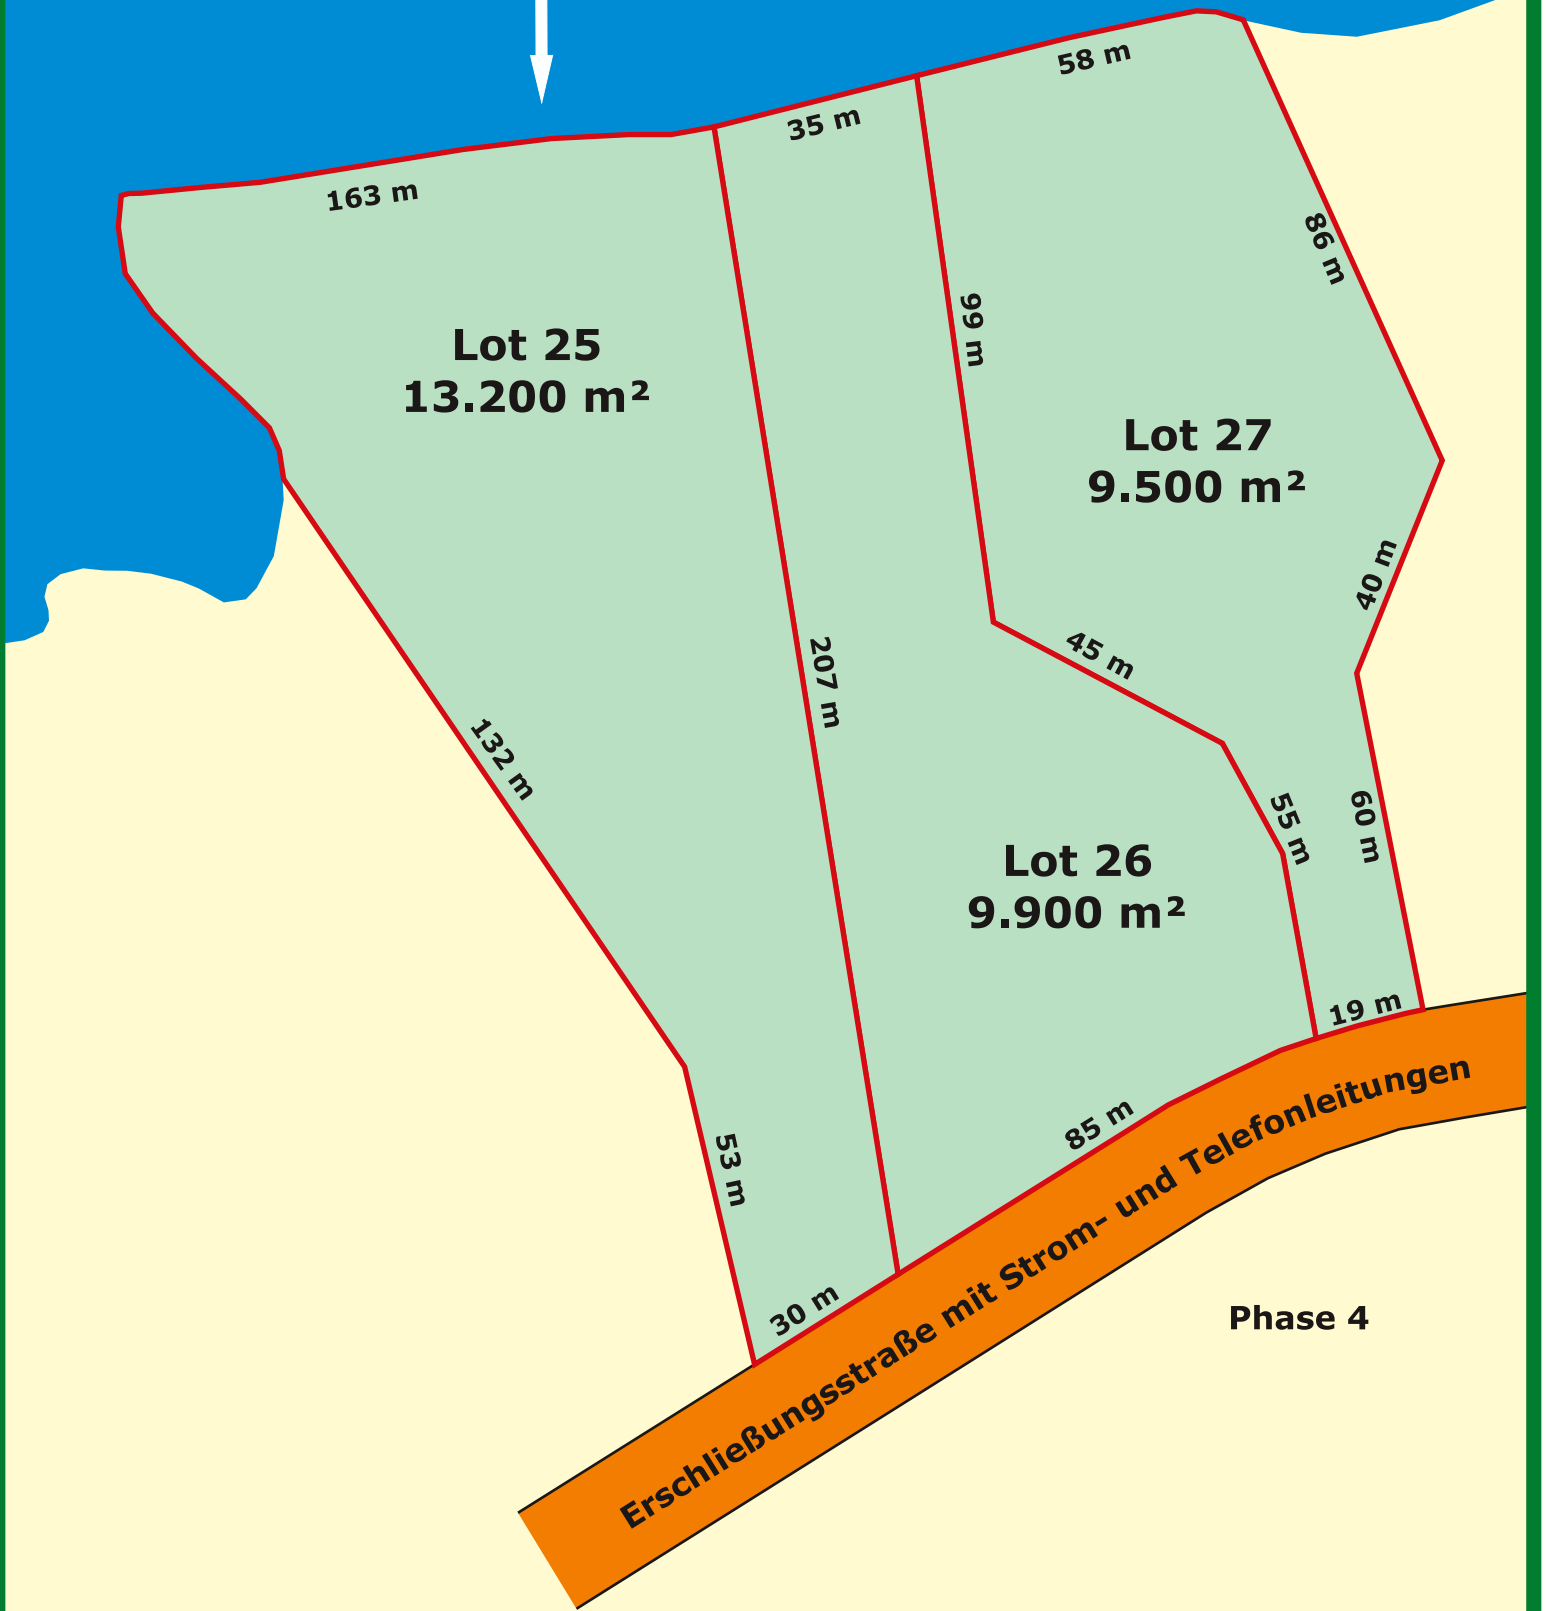 58 m
35 m
163 m
86 m
99 m
Lot 25
13.200 m²
Lot 27
9.500 m²
40 m
45 m
207 m
132 m
55 m
60 m
Lot 26
9.900 m²
19 m
85 m
53 m
30 m
Erschließungsstraße mit Strom- und Telefonleitungen
Phase 4